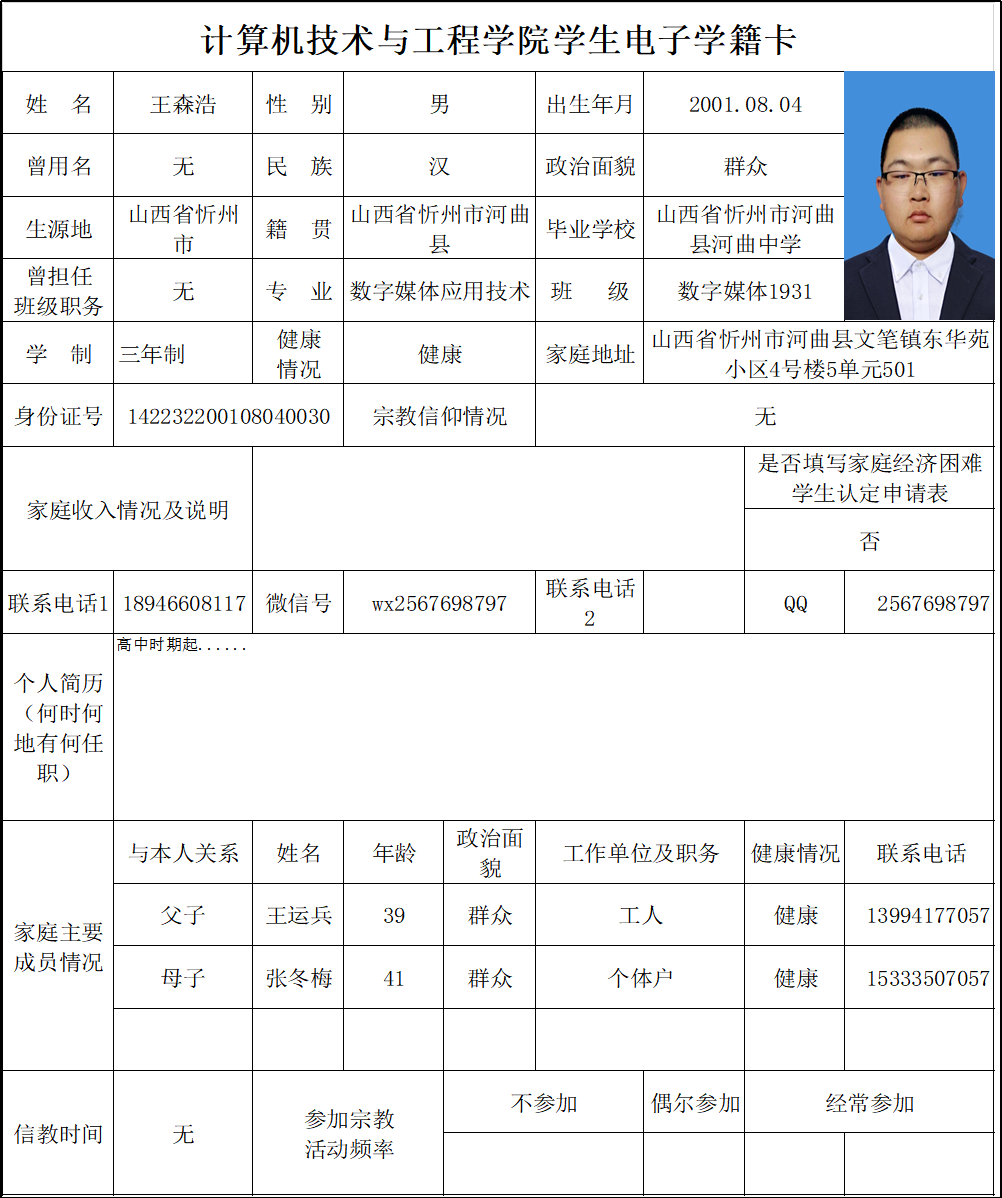 计算机技术与工程学院学生电子学籍卡
姓 名 王森浩 性 别 男 出生年月 2001.08.04
曾用名 无 民 族 汉 政治面貌 群众
生源地 山西省忻州市 籍 贯 山西省忻州市河曲县 毕业学校 山西省忻州市河曲县河曲中学
曾担任班级职务 无 专 业 数字媒体应用技术 班 级 数字媒体1931
学 制 三年制 健康情况 健康 家庭地址 山西省忻州市河曲县文笔镇东华苑小区4号楼5单元501
身份证号 142232200108040030 宗教信仰情况 无
家庭收入情况及说明 是否填写家庭经济困难学生认定申请表
否
联系电话1 18946608117 微信号 wx2567698797 联系电话2 QQ 2567698797
个人简历（何时何地有何任职） 高中时期起......
家庭主要成员情况 与本人关系 姓名 年龄 政治面貌 工作单位及职务 健康情况 联系电话
父子 王运兵 39 群众 工人 健康 13994177057
母子 张冬梅 41 群众 个体户 健康 15333507057
信教时间 无 参加宗教活动频率 不参加 偶尔参加 经常参加